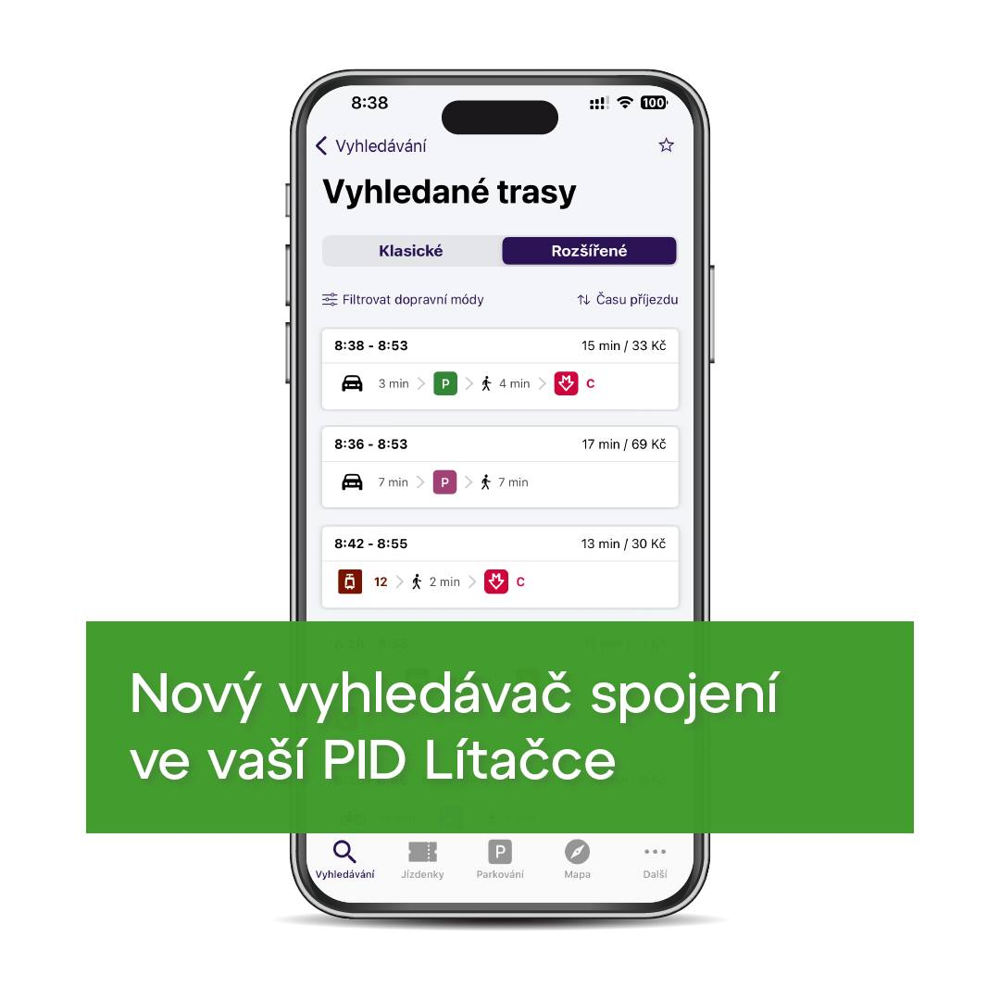 8:38 100
Vyhledávání
Vyhledané trasy
Klasické Rozšířené
Filtrovat dopravní módy Času příjezdu
8:38 - 8:53 15 min / 33 Kč
3 min P 4 min C
8:36 - 8:53 17 min / 69 Kč
7 min P 7 min
8:42 - 8:55 13 min / 30 Kč
12 2 min C
Nový vyhledávač spojení
ve vaší PID Lítačce
P
Vyhledávání Jízdenky Parkování Mapa Další